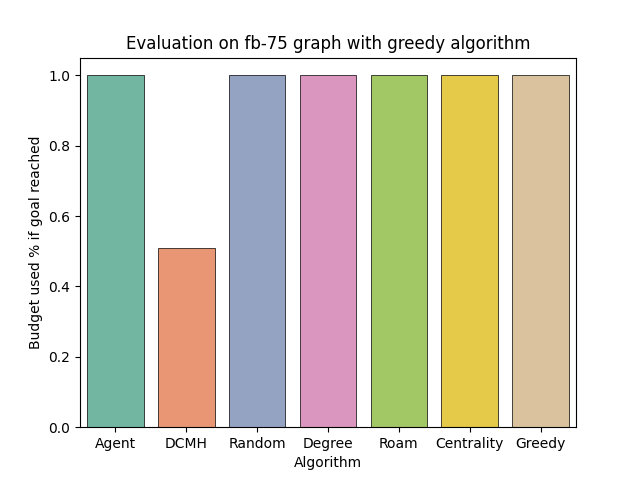 Evaluation on fb-75 graph with greedy algorithm
Budget used % if goal reached
1.0
0.8
0.6
0.4
0.2
0.0
Agent DCMH Random Degree Roam Centrality Greedy
Algorithm